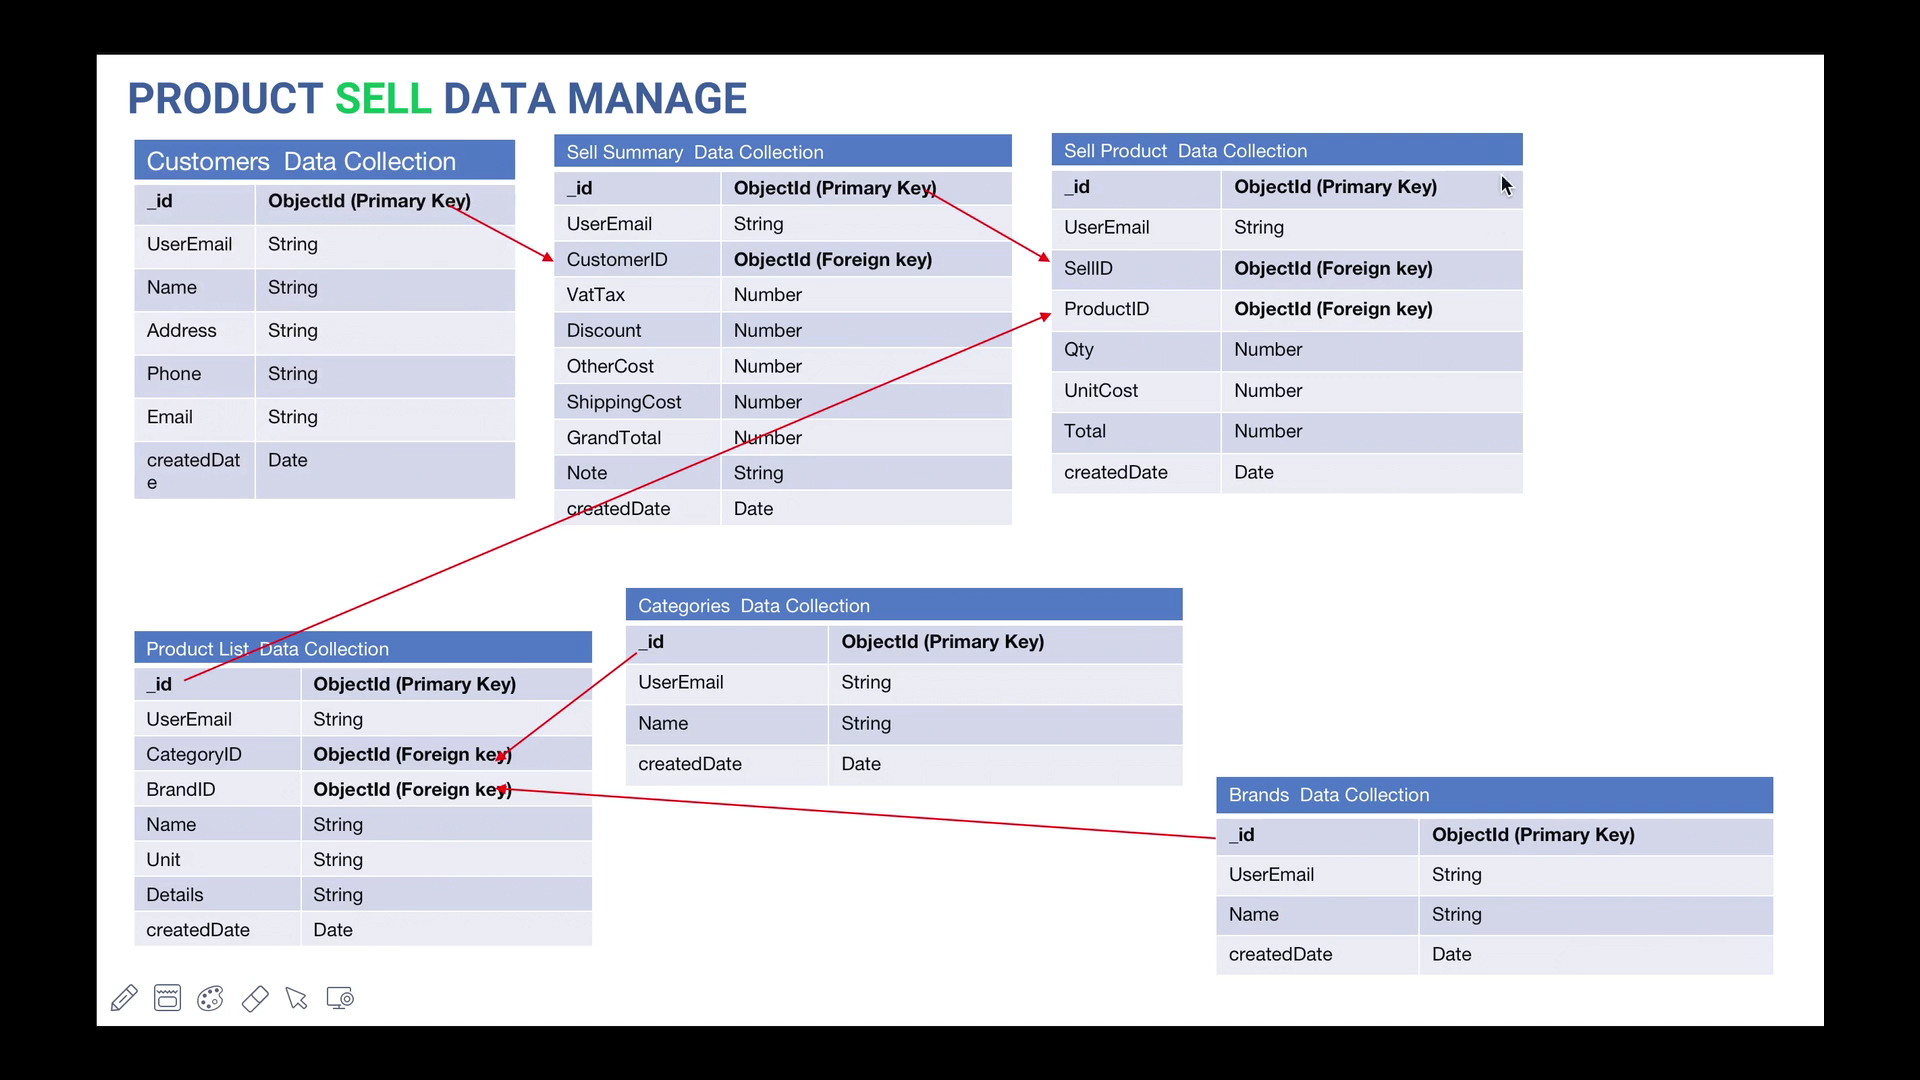 PRODUCT SELL DATA MANAGE
Customers Data Collection
_id ObjectId (Primary Key)
UserEmail String
Name String
Address String
Phone String
Email String
createdDat Date
e
Sell Summary Data Collection
_id ObjectId (Primary Key)
UserEmail String
CustomerID ObjectId (Foreign key)
VatTax Number
Discount Number
OtherCost Number
ShippingCost Number
GrandTotal Number
Note String
createdDate Date
Sell Product Data Collection
_id ObjectId (Primary Key)
UserEmail String
SellID ObjectId (Foreign key)
ProductID ObjectId (Foreign key)
Qty Number
UnitCost Number
Total Number
createdDate Date
Product List Data Collection
_id ObjectId (Primary Key)
UserEmail String
CategoryID ObjectId (Foreign key)
BrandID ObjectId (Foreign key)
Name String
Unit String
Details String
createdDate Date
Categories Data Collection
_id ObjectId (Primary Key)
UserEmail String
Name String
createdDate Date
Brands Data Collection
_id ObjectId (Primary Key)
UserEmail String
Name String
createdDate Date